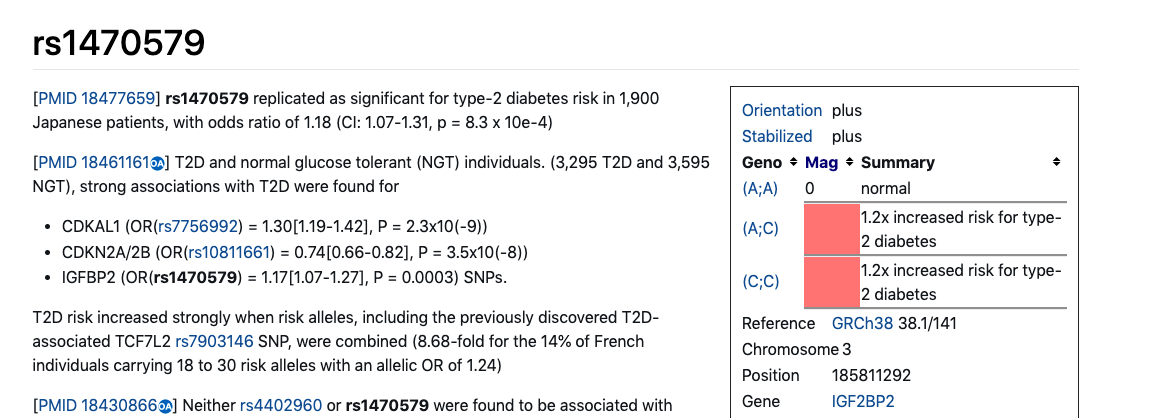 rs1470579
[PMID 18477659] rs1470579 replicated as significant for type-2 diabetes risk in 1,900
Japanese patients, with odds ratio of 1.18 (CI: 1.07-1.31, p = 8.3 x 10e-4)
[PMID 18461161OA] T2D and normal glucose tolerant (NGT) individuals. (3,295 T2D and 3,595
NGT), strong associations with T2D were found for
• CDKAL1 (OR(rs7756992) = 1.30[1.19-1.42], P = 2.3x10(-9))
• CDKN2A/2B (OR(rs10811661) = 0.74[0.66-0.82], P = 3.5x10(-8))
• IGFBP2 (OR(rs1470579) = 1.17[1.07-1.27], P = 0.0003) SNPs.
T2D risk increased strongly when risk alleles, including the previously discovered T2D-
associated TCF7L2 rs7903146 SNP, were combined (8.68-fold for the 14% of French
individuals carrying 18 to 30 risk alleles with an allelic OR of 1.24)
[PMID 18430866OA] Neither rs4402960 or rs1470579 were found to be associated with
Orientation plus
Stabilized plus
Geno Mag Summary
(A;A) 0 normal
(A;C) 1.2x increased risk for type-
2 diabetes
(C;C) 1.2x increased risk for type-
2 diabetes
Reference GRCh38 38.1/141
Chromosome 3
Position 185811292
Gene IGF2BP2